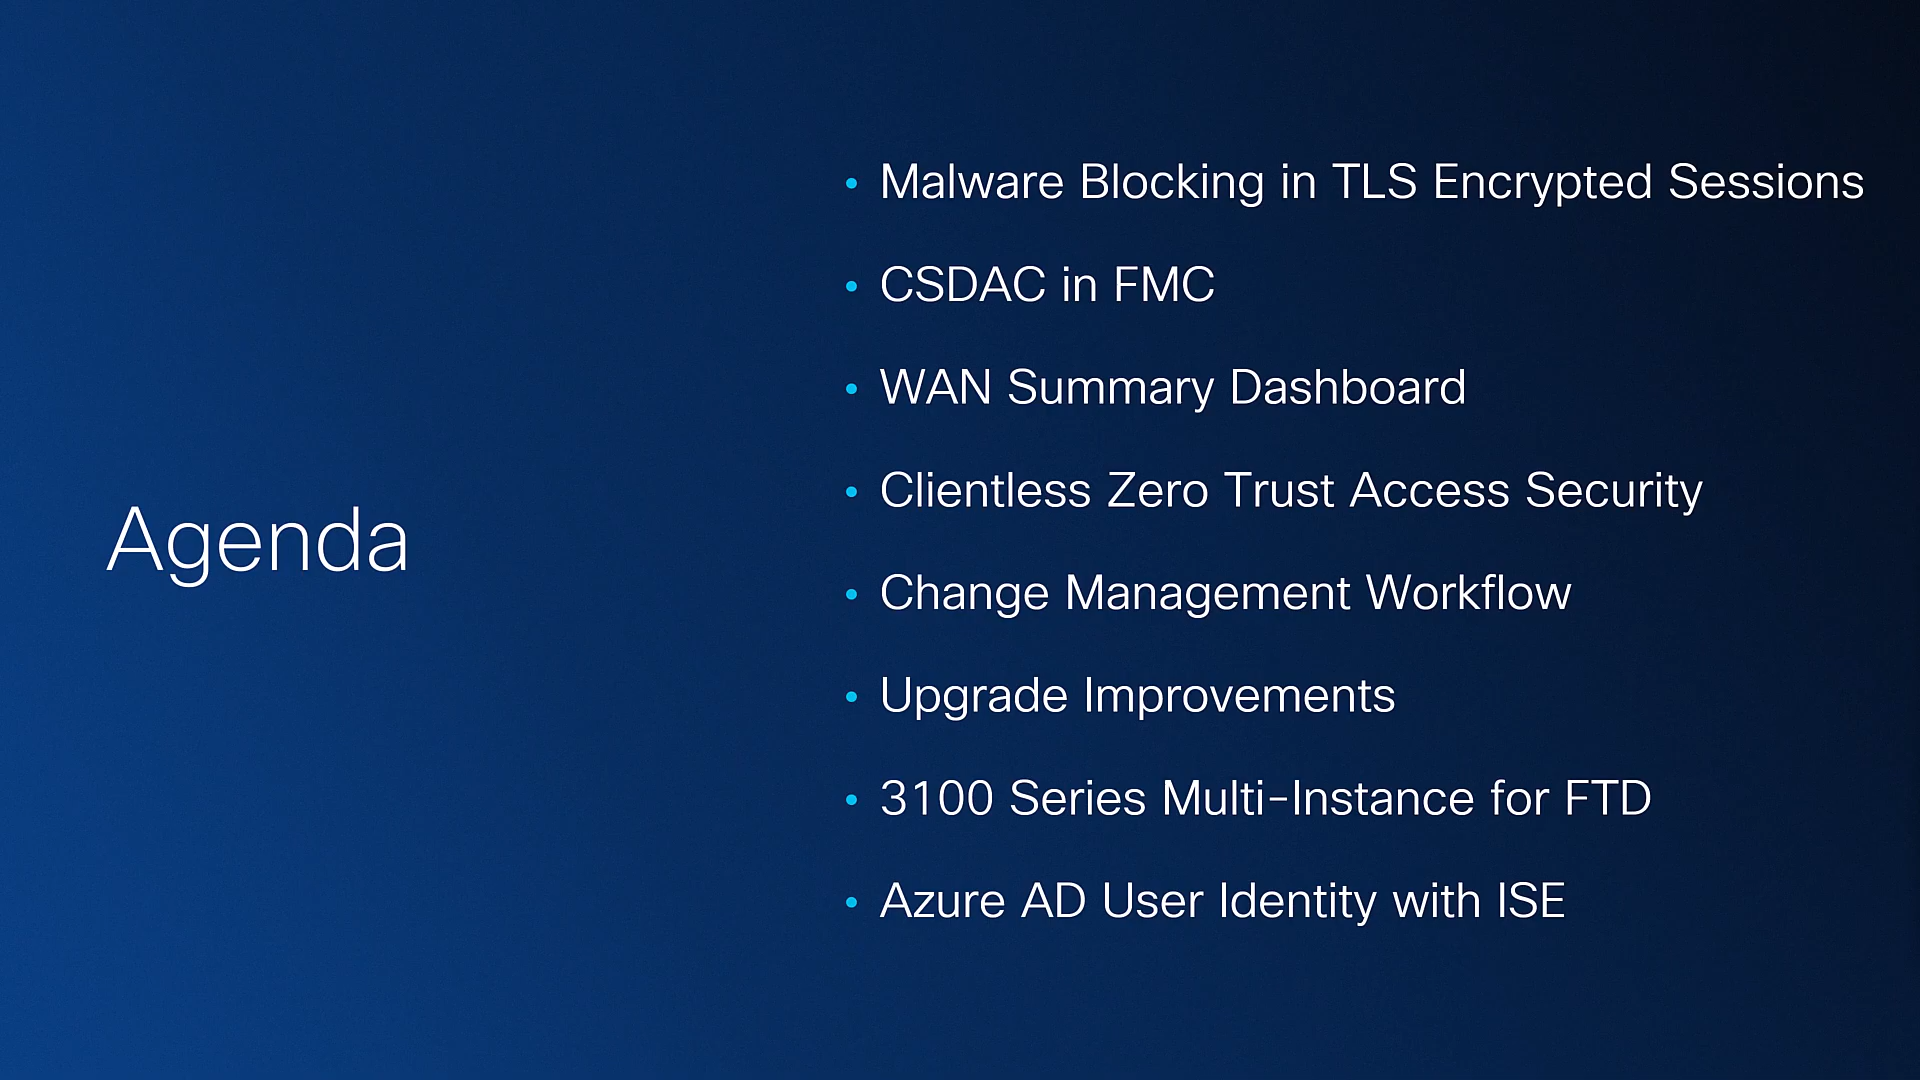 Agenda
• Malware Blocking in TLS Encrypted Sessions
• CSDAC in FMC
• WAN Summary Dashboard
• Clientless Zero Trust Access Security
• Change Management Workflow
• Upgrade Improvements
• 3100 Series Multi-Instance for FTD
• Azure AD User Identity with ISE